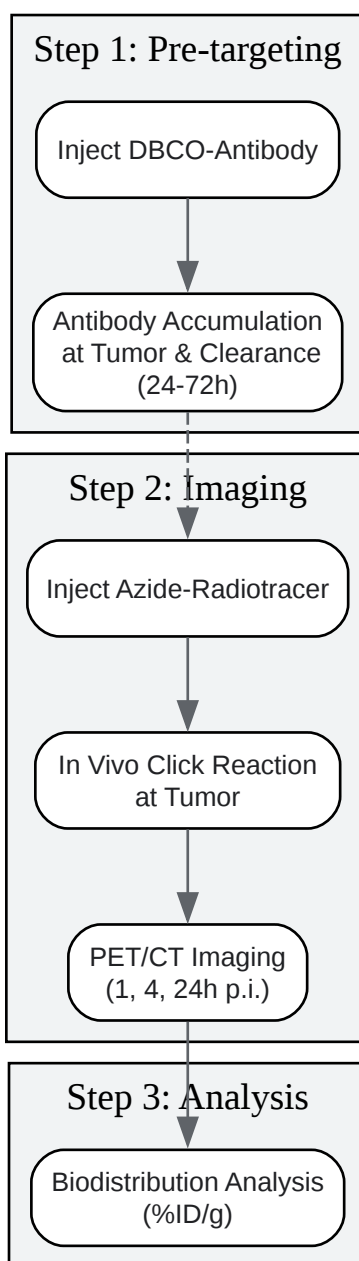 Step 1: Pre-targeting
Inject DBCO-Antibody
Antibody Accumulation
at Tumor & Clearance
(24-72h)
Step 2: Imaging
Inject Azide-Radiotracer
In Vivo Click Reaction
at Tumor
PET/CT Imaging
(1, 4, 24h p.i.)
Step 3: Analysis
Biodistribution Analysis
(%ID/g)